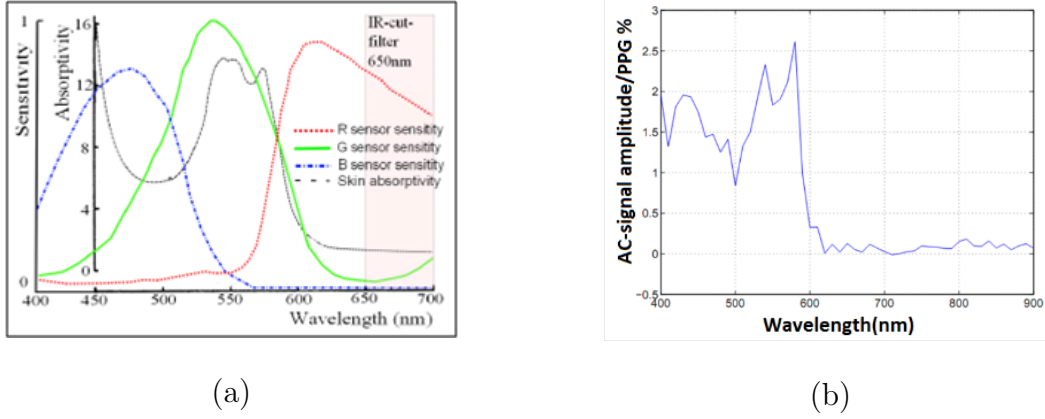 1
16
12
8
4
0
0
Sensitivity
Absorptivity
IR-cut-
filter
650nm
R sensor sensitity
G sensor sensitity
B sensor sensitity
Skin absorptivity
400 450 500 550 600 650 700
Wavelength (nm)
(a)
3
2.5
2
1.5
1
0.5
0
−0.5
AC-signal amplitude/PPG %
400 500 600 700 800 900
Wavelength(nm)
(b)